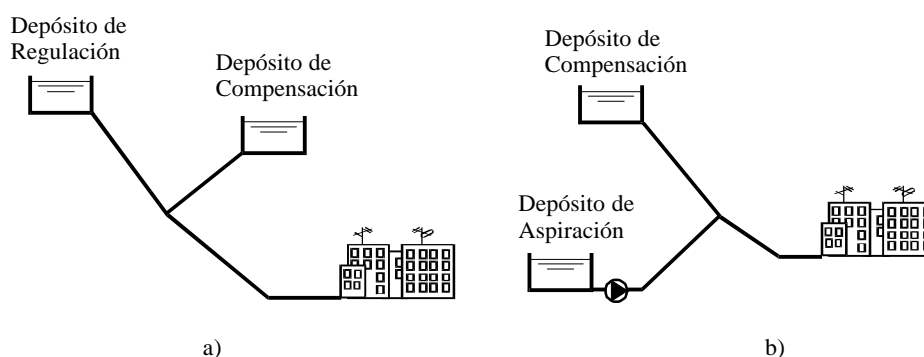 Depósito de
Regulación
Depósito de
Compensación
Depósito de
Compensación
Depósito de
Aspiración
a)
b)